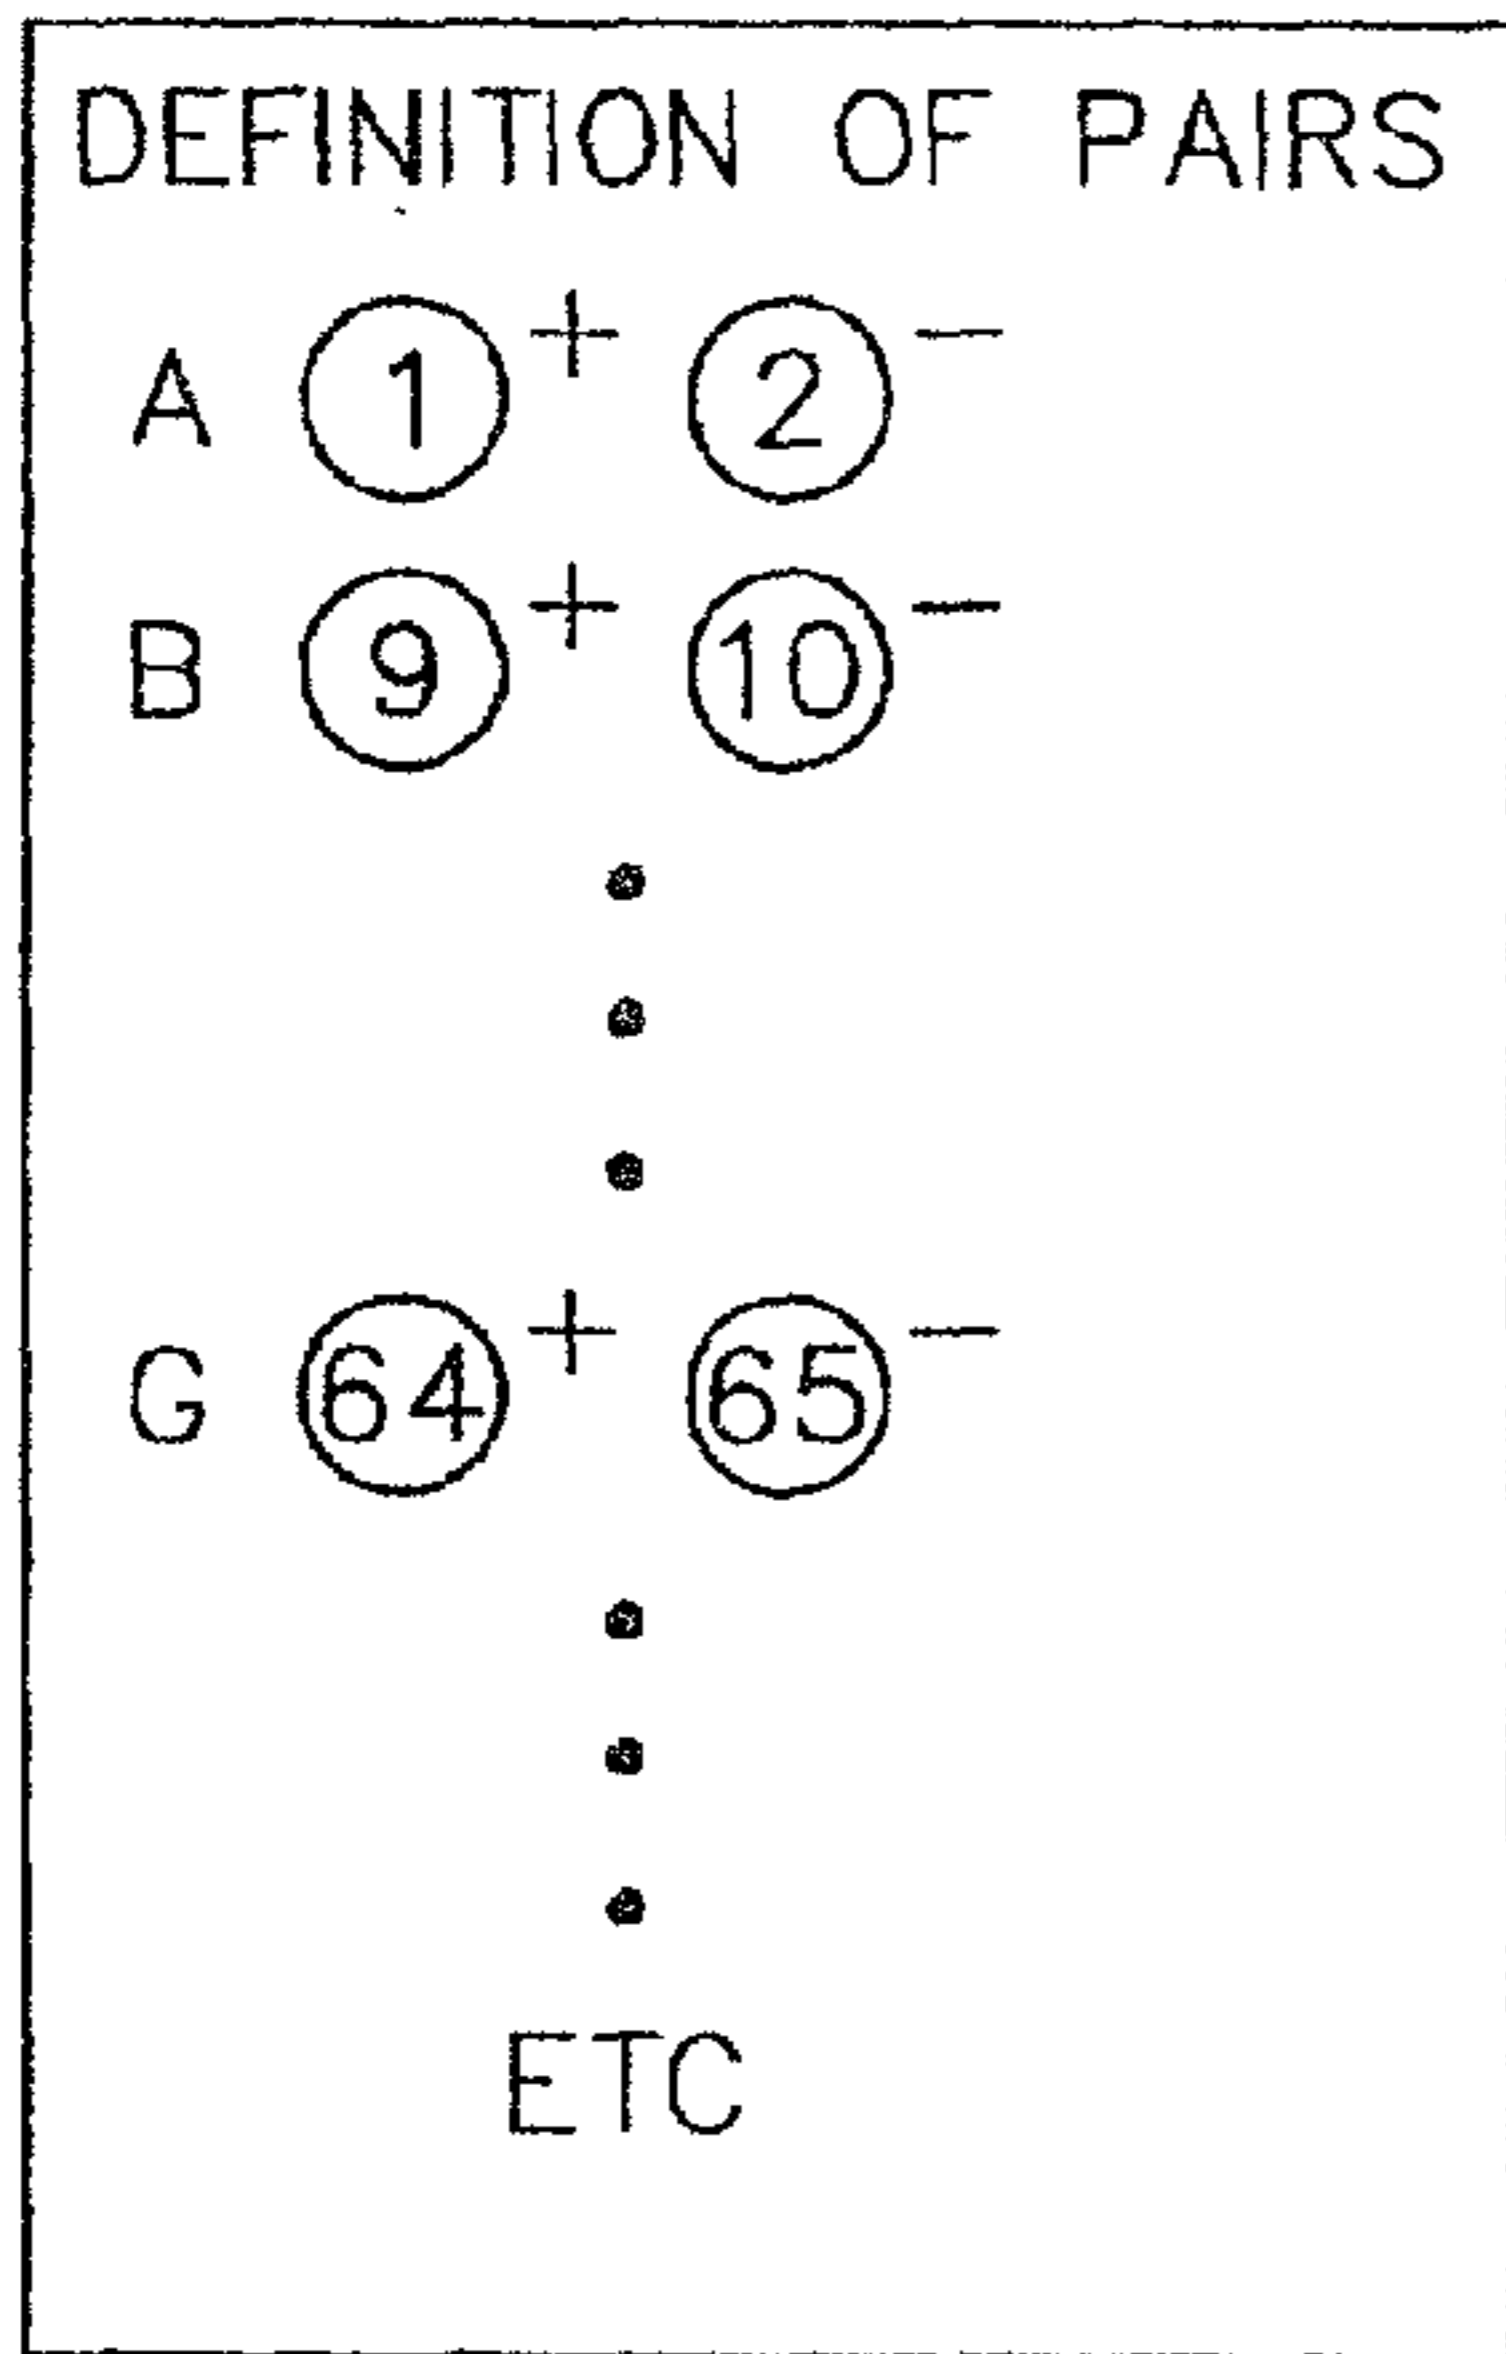 DEFINITION OF PAIRS
A 1 + 2 -
B 9 + 10 -
G 64 + 65 -
ETC